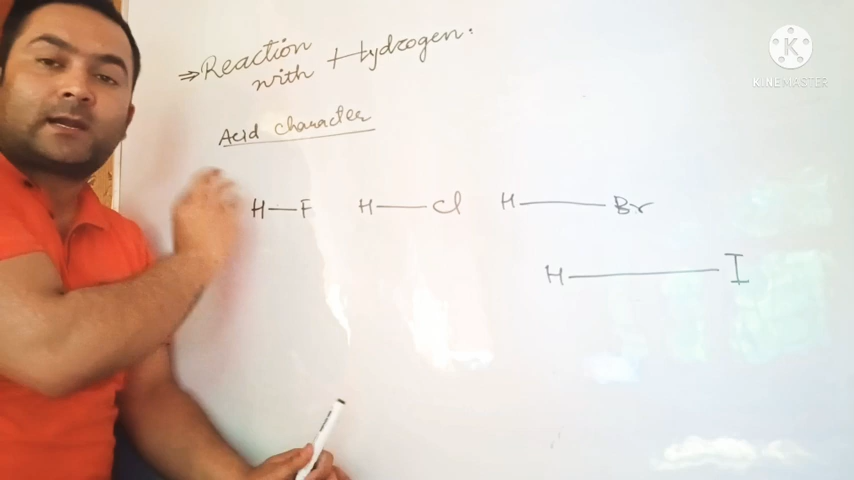 ⇒ Reaction
with Hydrogen.
Acid character
H—F H—Cl H—Br
H—I
K
KINEMASTER